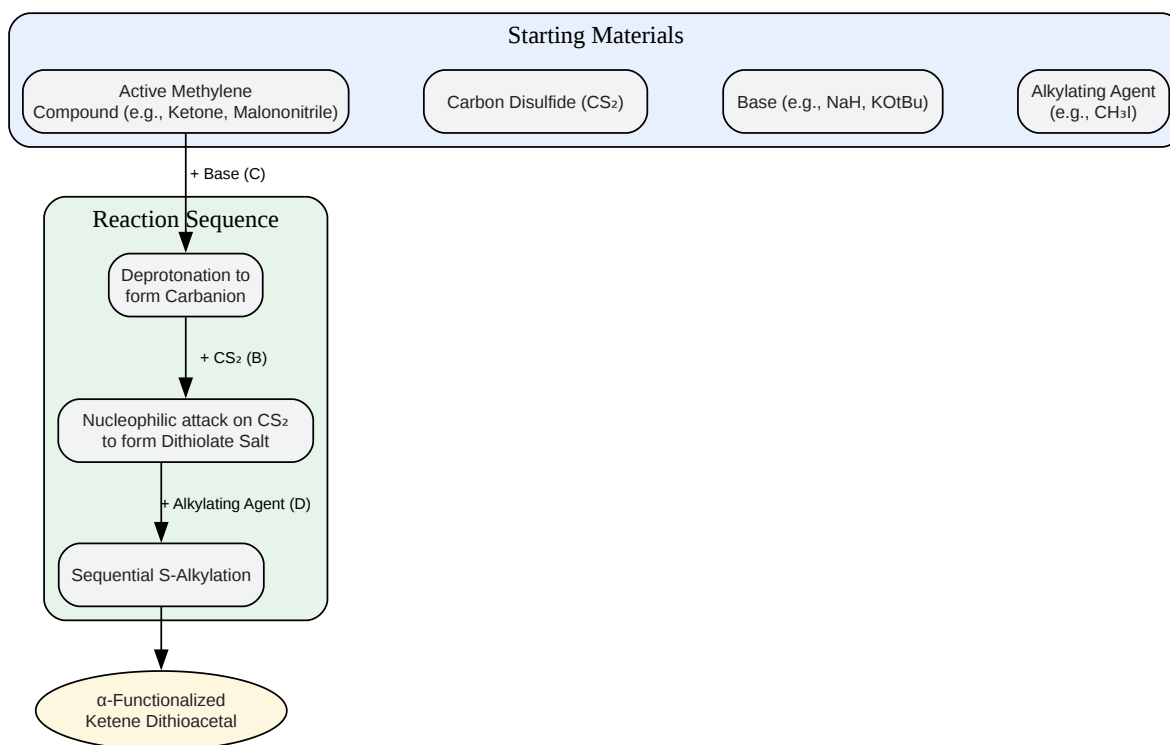 Starting Materials
Active Methylene
Compound (e.g., Ketone, Malononitrile)
Carbon Disulfide (CS₂)
Base (e.g., NaH, KOtBu)
Alkylating Agent
(e.g., CH₃I)
+ Base (C)
Reaction Sequence
Deprotonation to
form Carbanion
+ CS₂ (B)
Nucleophilic attack on CS₂
to form Dithiolate Salt
+ Alkylating Agent (D)
Sequential S-Alkylation
α-Functionalized
Ketene Dithioacetal